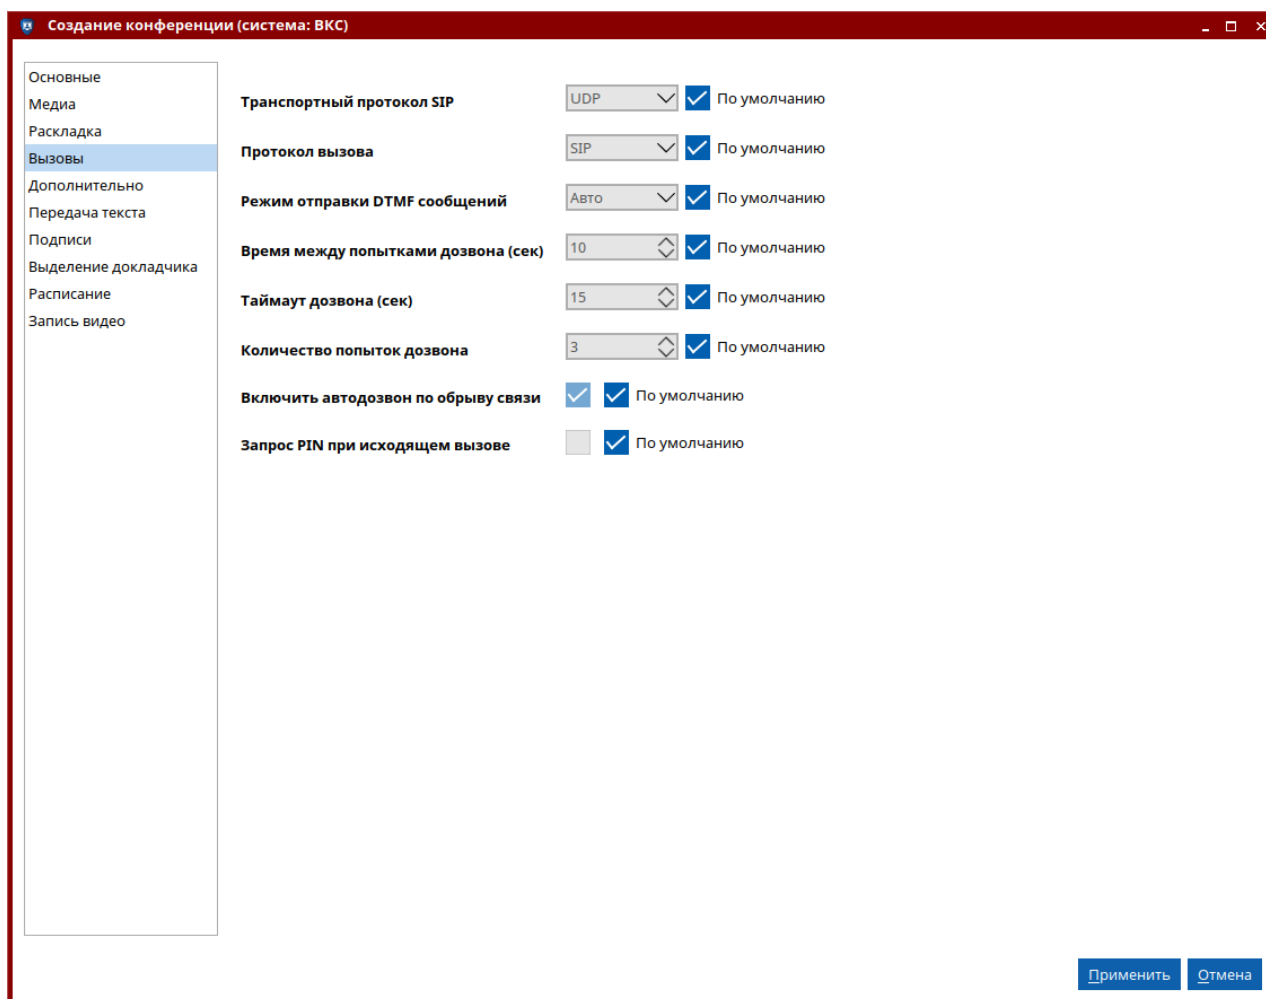 Создание конференции (система: ВКС)
Основные
Медиа
Раскладка
Вызовы
Дополнительно
Передача текста
Подписи
Выделение докладчика
Расписание
Запись видео
Транспортный протокол SIP UDP По умолчанию
Протокол вызова SIP По умолчанию
Режим отправки DTMF сообщений Авто По умолчанию
Время между попытками дозвона (сек) 10 По умолчанию
Таймаут дозвона (сек) 15 По умолчанию
Количество попыток дозвона 3 По умолчанию
Включить автодозвон по обрыву связи По умолчанию
Запрос PIN при исходящем вызове По умолчанию
Применить Отмена